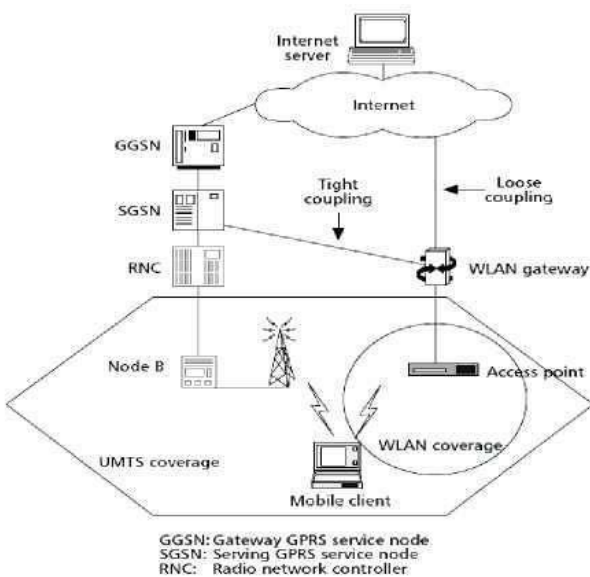 Internet
server
Internet
GGSN
Tight
coupling
Loose
coupling
SGSN
RNC
WLAN gateway
Node B
Access point
WLAN coverage
UMTS coverage
Mobile client
GGSN: Gateway GPRS service node
SGSN: Serving GPRS service node
RNC: Radio network controller